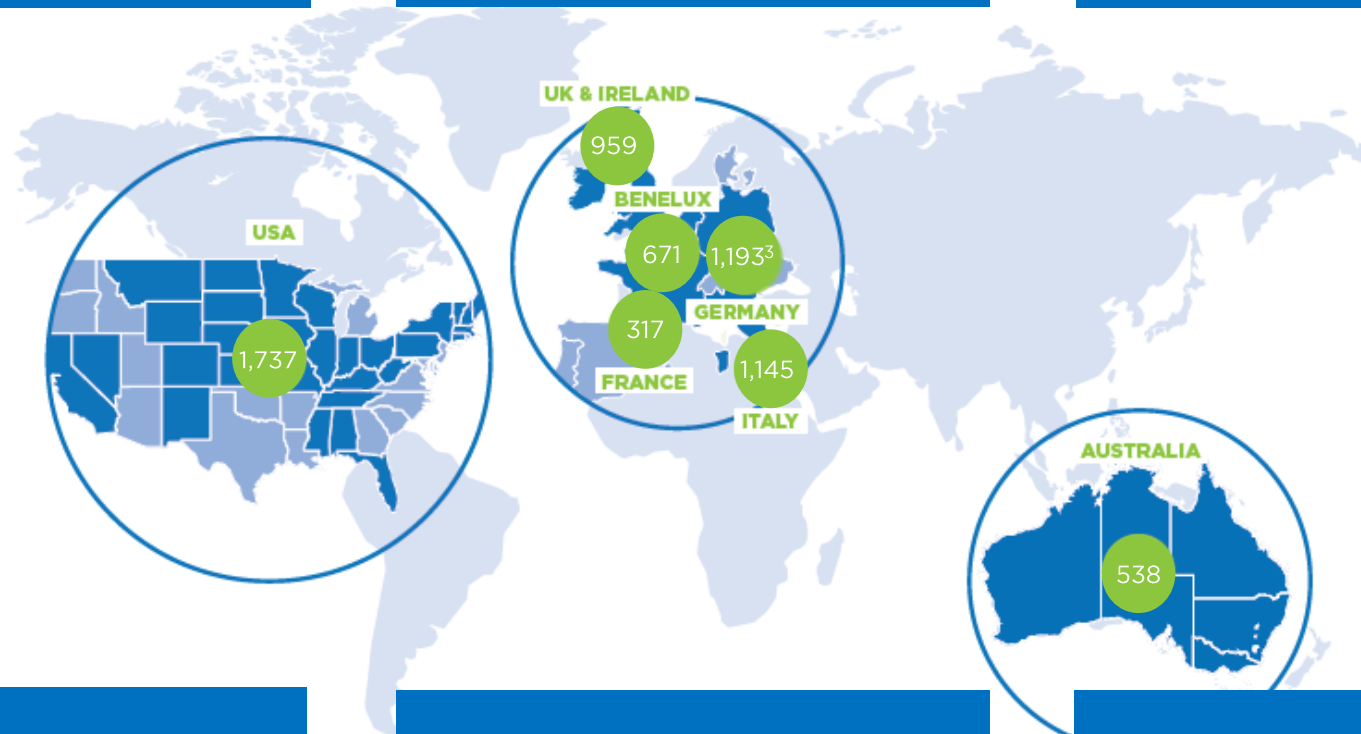 UK & IRELAND
959
BENELUX
USA
671
1,193³
GERMANY
317
1,737
1,145
FRANCE
ITALY
AUSTRALIA
538